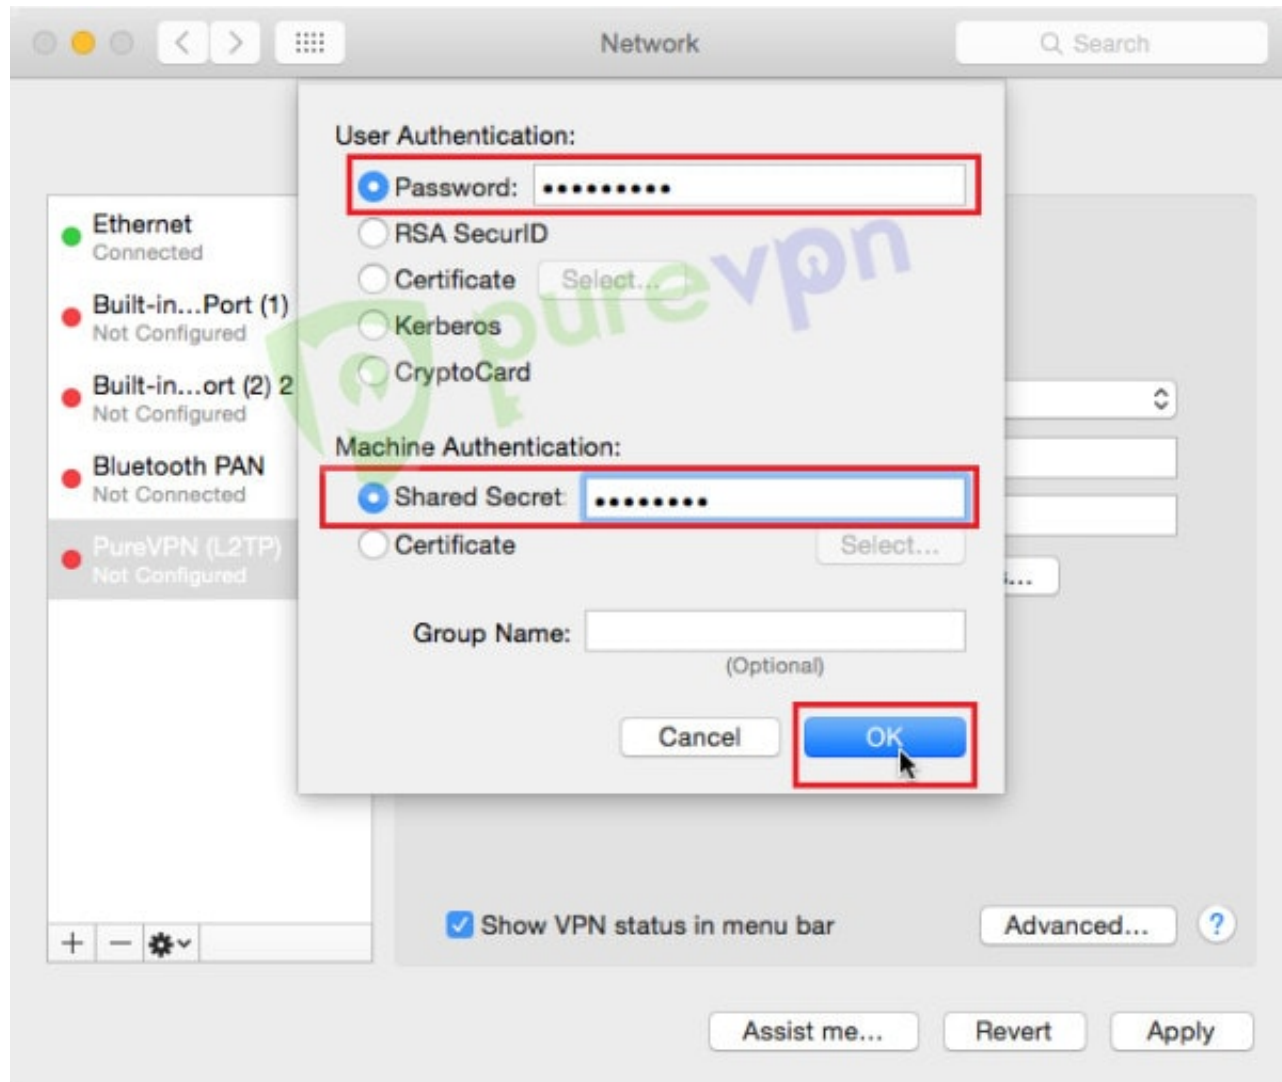 Network
Search
User Authentication:
Password: •••••••••
RSA SecurID
Certificate Select...
Kerberos
CryptoCard
purevpn
Machine Authentication:
Shared Secret: ••••••••
Certificate Select...
Group Name:
(Optional)
Cancel OK
Ethernet
Connected
Built-in...Port (1)
Not Configured
Built-in...ort (2) 2
Not Configured
Bluetooth PAN
Not Connected
PureVPN (L2TP)
Not Configured
Show VPN status in menu bar
Advanced... ?
Assist me... Revert Apply